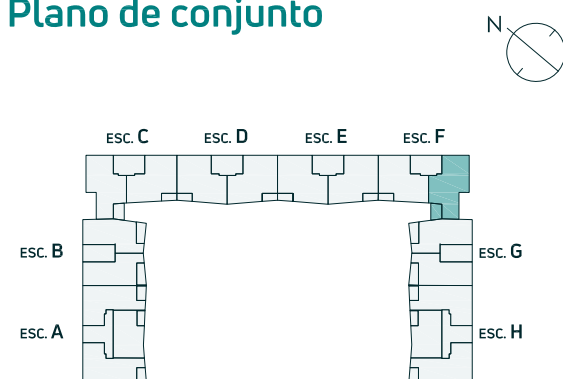 Plano de conjunto
N
ESC. C
ESC. D
ESC. E
ESC. F
ESC. B
ESC. G
ESC. A
ESC. H